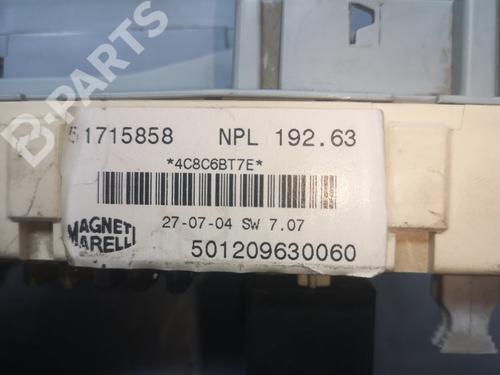 B-PARTS
51715858 NPL 192.63
*4C8C6BT7E*
27-07-04 SW 7.07
MAGNETI
MARELLI
501209630060